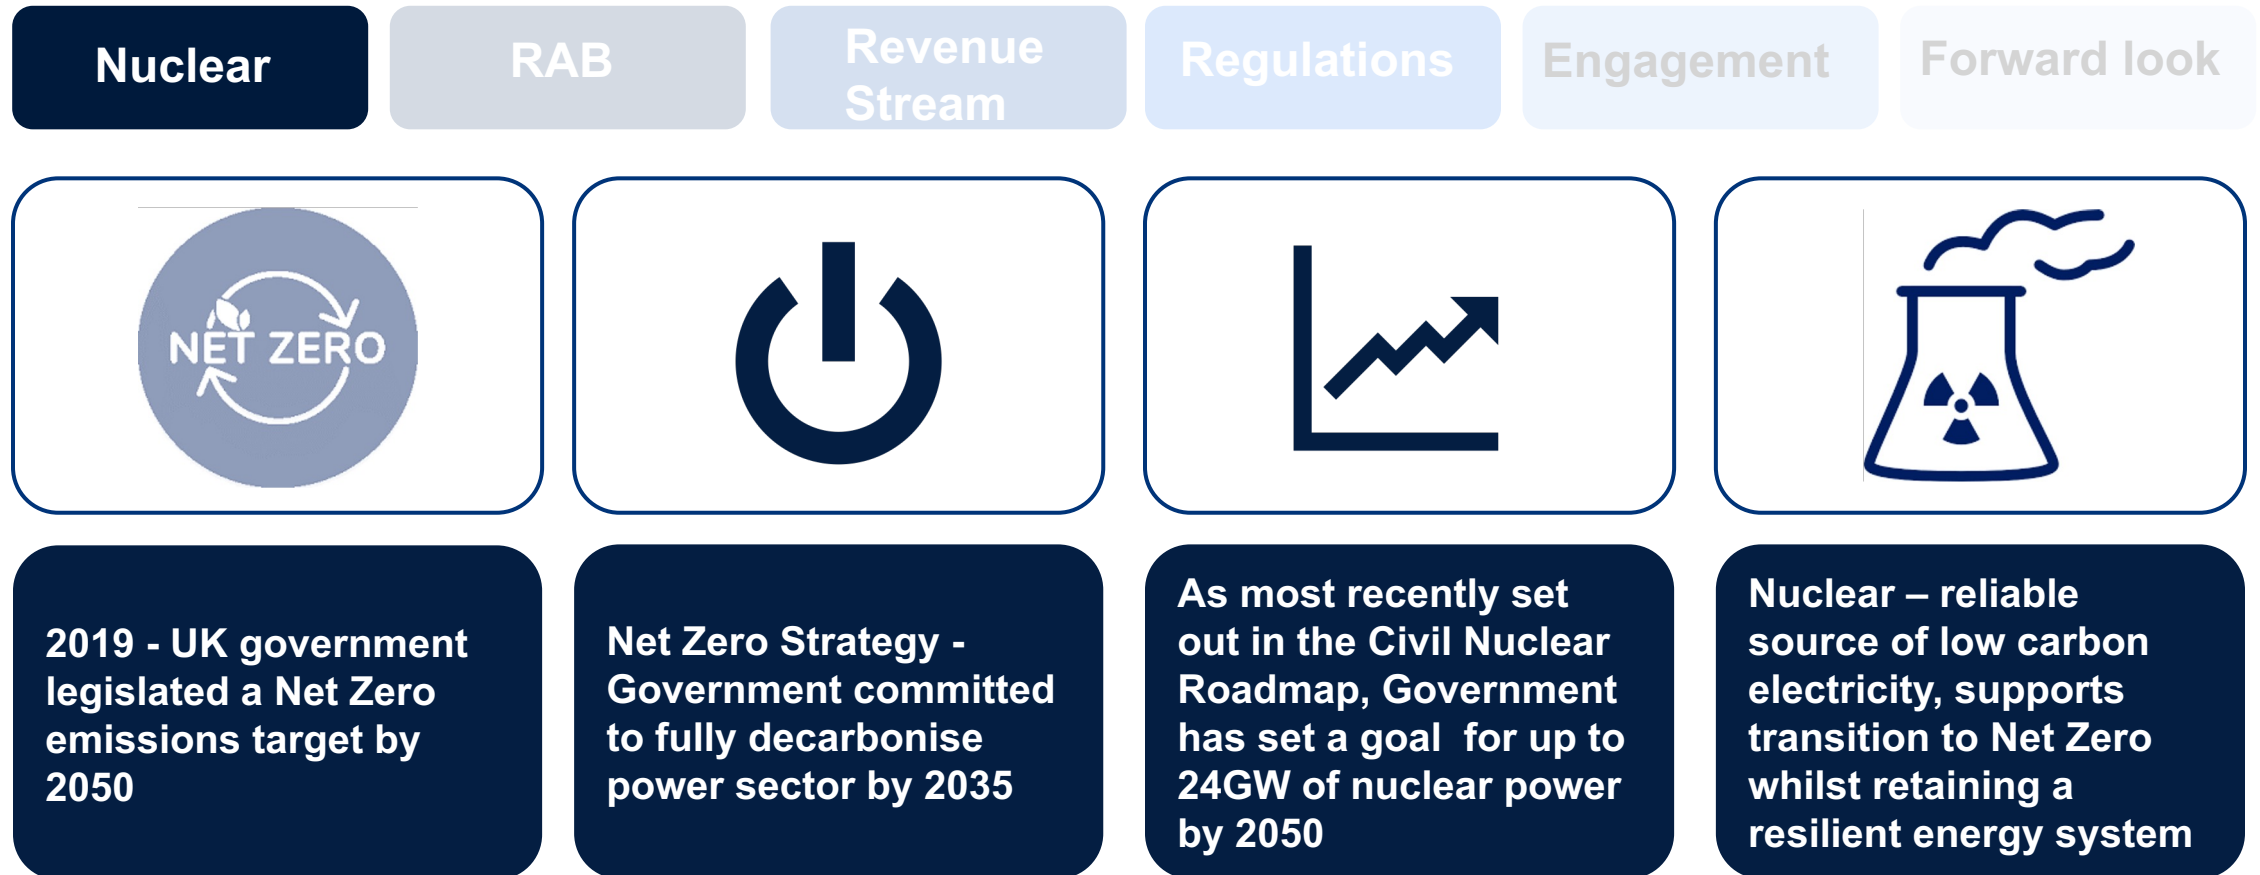 Nuclear
RAB
Revenue
Stream
Regulations
Engagement
Forward look
NET ZERO
2019 - UK government
legislated a Net Zero
emissions target by
2050
Net Zero Strategy -
Government committed
to fully decarbonise
power sector by 2035
As most recently set
out in the Civil Nuclear
Roadmap, Government
has set a goal  for up to
24GW of nuclear power
by 2050
Nuclear – reliable
source of low carbon
electricity, supports
transition to Net Zero
whilst retaining a
resilient energy system